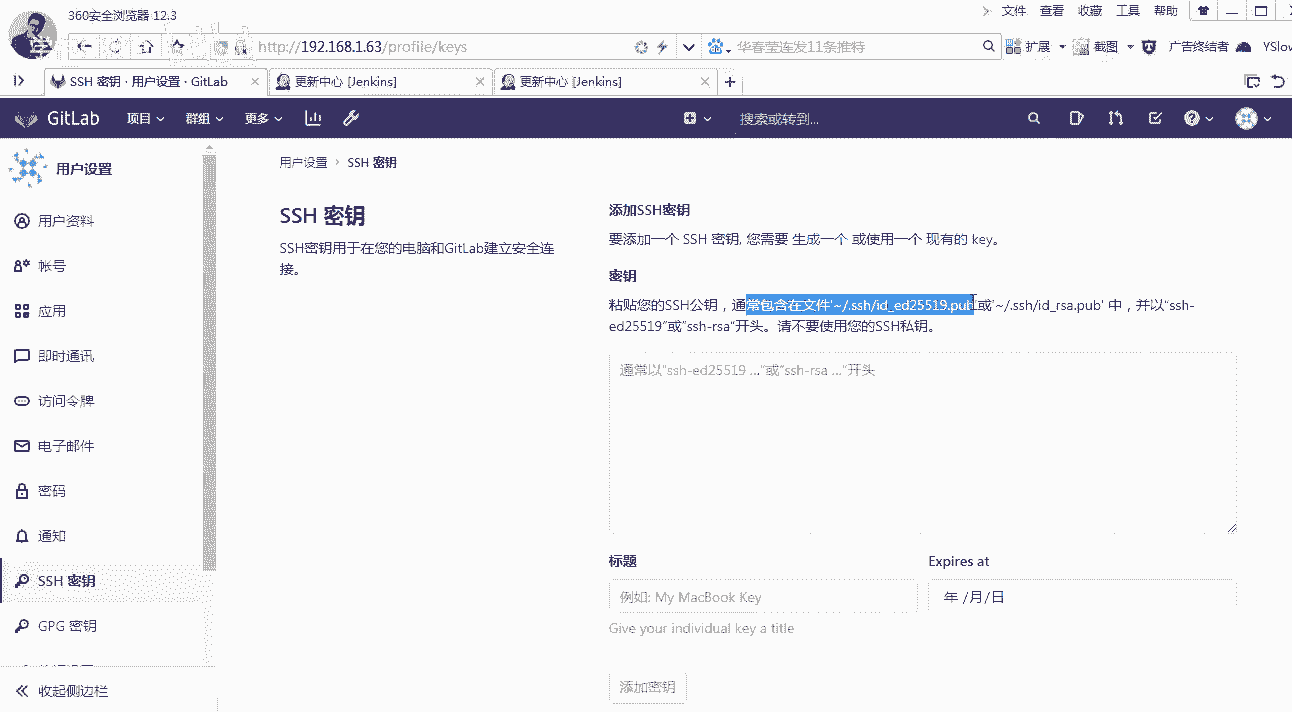 360安全浏览器 12.3
文件 查看 收藏 工具 帮助
http://192.168.1.63/profile/keys
华春莹连发11条推特
扩展 截图 广告终结者 YSlov
SSH 密钥 · 用户设置 · GitLab
更新中心 [Jenkins]
更新中心 [Jenkins]
GitLab 项目 群组 更多
搜索或转到...
用户设置
用户资料
帐号
应用
即时通讯
访问令牌
电子邮件
密码
通知
SSH 密钥
GPG 密钥
收起侧边栏
用户设置 › SSH 密钥
SSH 密钥
SSH密钥用于在您的电脑和GitLab建立安全连
接。
添加SSH密钥
要添加一个 SSH 密钥, 您需要 生成一个 或使用一个 现有的 key。
密钥
粘贴您的SSH公钥，通常包含在文件'~/.ssh/id_ed25519.pub'或'~/.ssh/id_rsa.pub' 中，并以“ssh-
ed25519”或“ssh-rsa”开头。请不要使用您的SSH私钥。
通常以“ssh-ed25519 ...”或“ssh-rsa ...”开头
标题
Expires at
例如: My MacBook Key
年 /月/日
Give your individual key a title
添加密钥